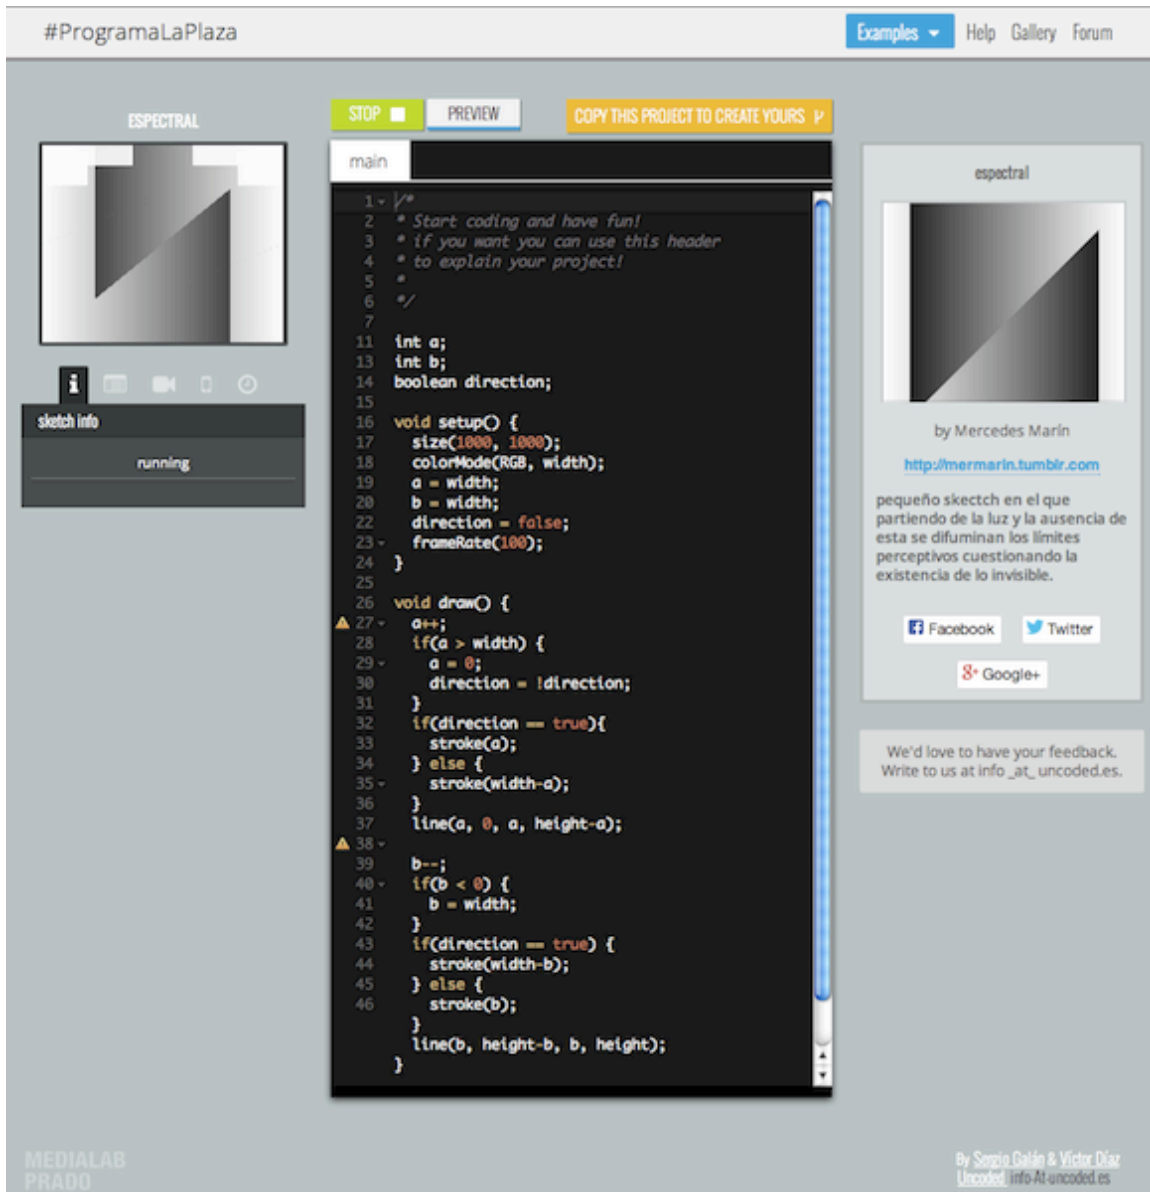 #ProgramaLaPlaza
Examples
Help Gallery Forum
ESPECTRAL
sketch info
running
STOP
PREVIEW
COPY THIS PROJECT TO CREATE YOURS
main
1 /*
2 * Start coding and have fun!
3 * if you want you can use this header
4 * to explain your project!
5 *
6 */
7
11 int a;
13 int b;
14 boolean direction;
15
16 void setup() {
17 size(1000, 1000);
18 colorMode(RGB, width);
19 a = width;
20 b = width;
22 direction = false;
23 frameRate(100);
24 }
25
26 void draw() {
27 a++;
28 if(a > width) {
29 a = 0;
30 direction = !direction;
31 }
32 if(direction == true){
33 stroke(a);
34 } else {
35 stroke(width-a);
36 }
37 line(a, 0, a, height-a);
38
39 b--;
40 if(b < 0) {
41 b = width;
42 }
43 if(direction == true) {
44 stroke(width-b);
45 } else {
46 stroke(b);
}
line(b, height-b, b, height);
}
espectral
by Mercedes Marín
http://mermarin.tumblr.com
pequeño skectch en el que
partiendo de la luz y la ausencia de
esta se difuminan los límites
perceptivos cuestionando la
existencia de lo invisible.
Facebook
Twitter
Google+
We'd love to have your feedback.
Write to us at info _at_ uncoded.es.
MEDIALAB
PRADO
By Sergio Galán & Víctor Díaz
Uncoded info-At-uncoded.es